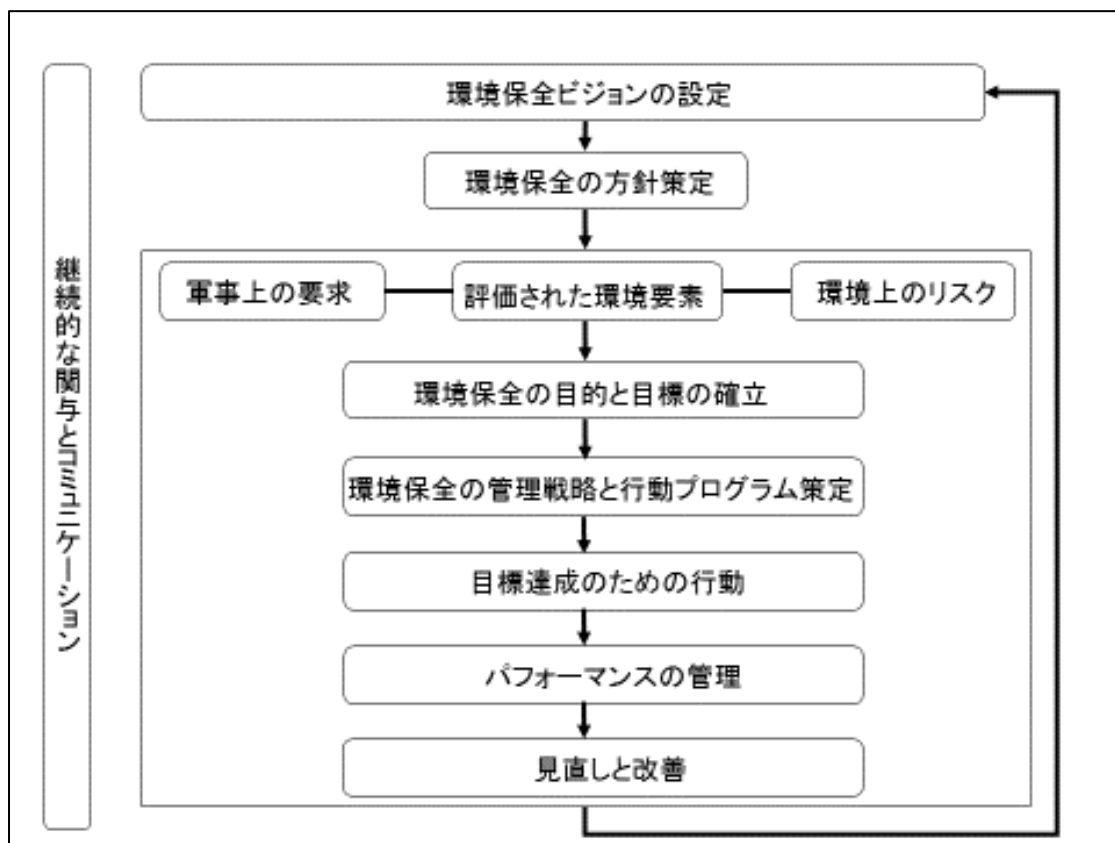 環境保全ビジョンの設定
環境保全の方針策定
軍事上の要求
評価された環境要素
環境上のリスク
環境保全の目的と目標の確立
環境保全の管理戦略と行動プログラム策定
目標達成のための行動
パフォーマンスの管理
見直しと改善
継続的な関与とコミュニケーション